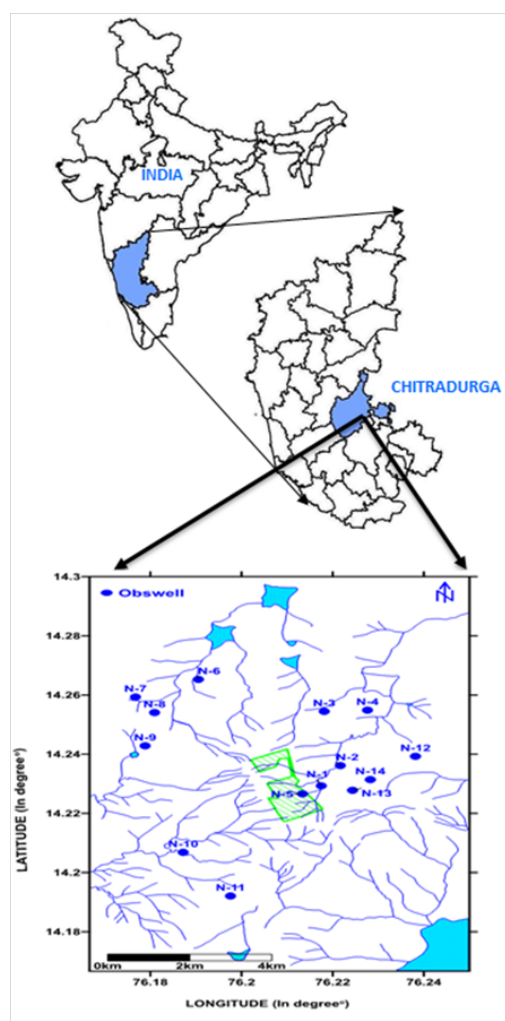 INDIA
CHITRADURGA
14.3
14.28
14.26
14.24
14.22
14.2
14.18
LATITUDE (In degree°)
Obswell
N
N-6
N-7
N-8
N-3
N-4
N-9
N-12
N-2
N-1
N-14
N-5
N-13
N-10
N-11
0km
2km
4km
76.18
76.2
76.22
76.24
LONGITUDE (In degree°)